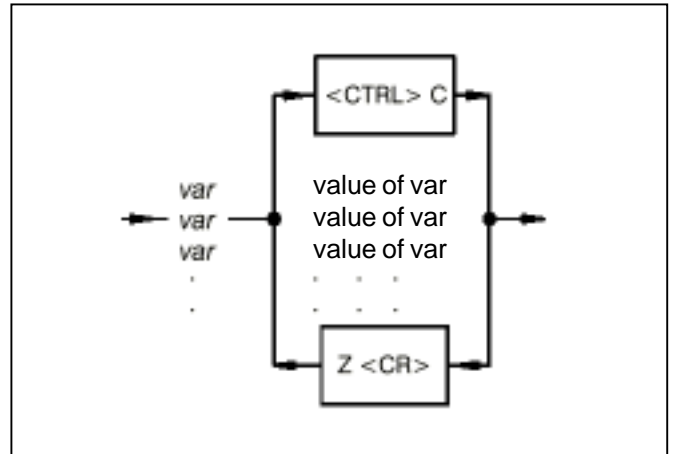 <CTRL> C
var value of var
var value of var
var value of var
. . . .
. . . .
Z <CR>